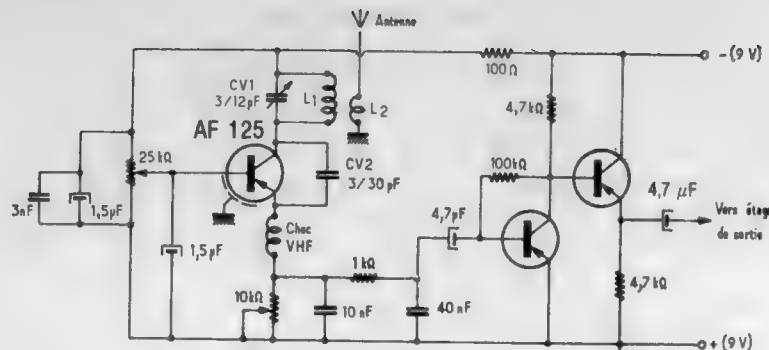 Antenne
– (9 V)
100 Ω
CV1
3/12 pF
L1
L2
4,7 kΩ
AF 125
25 kΩ
CV2
3/30 pF
100 kΩ
4,7 µF
3 nF
1,5 µF
4,7 µF
Vers étage
de sortie
Choc
VHF
1,5 µF
1 kΩ
4,7 kΩ
10 kΩ
10 nF
40 nF
+ (9 V)